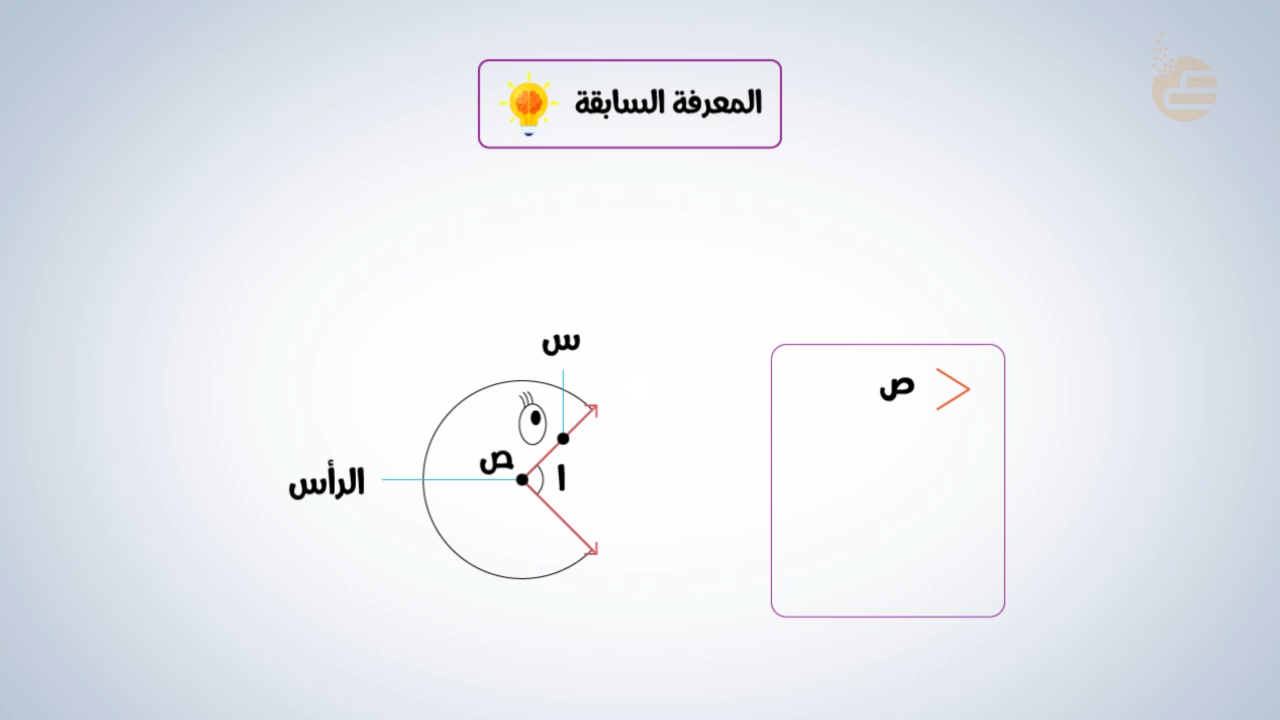 المعرفة السابقة
س
ص
ا
الرأس
> ص